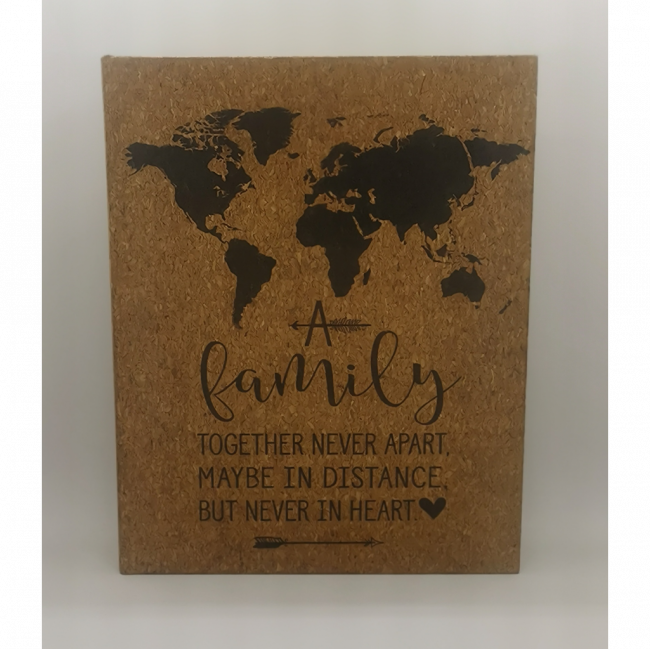 A
family
TOGETHER NEVER APART,
MAYBE IN DISTANCE,
BUT NEVER IN HEART.